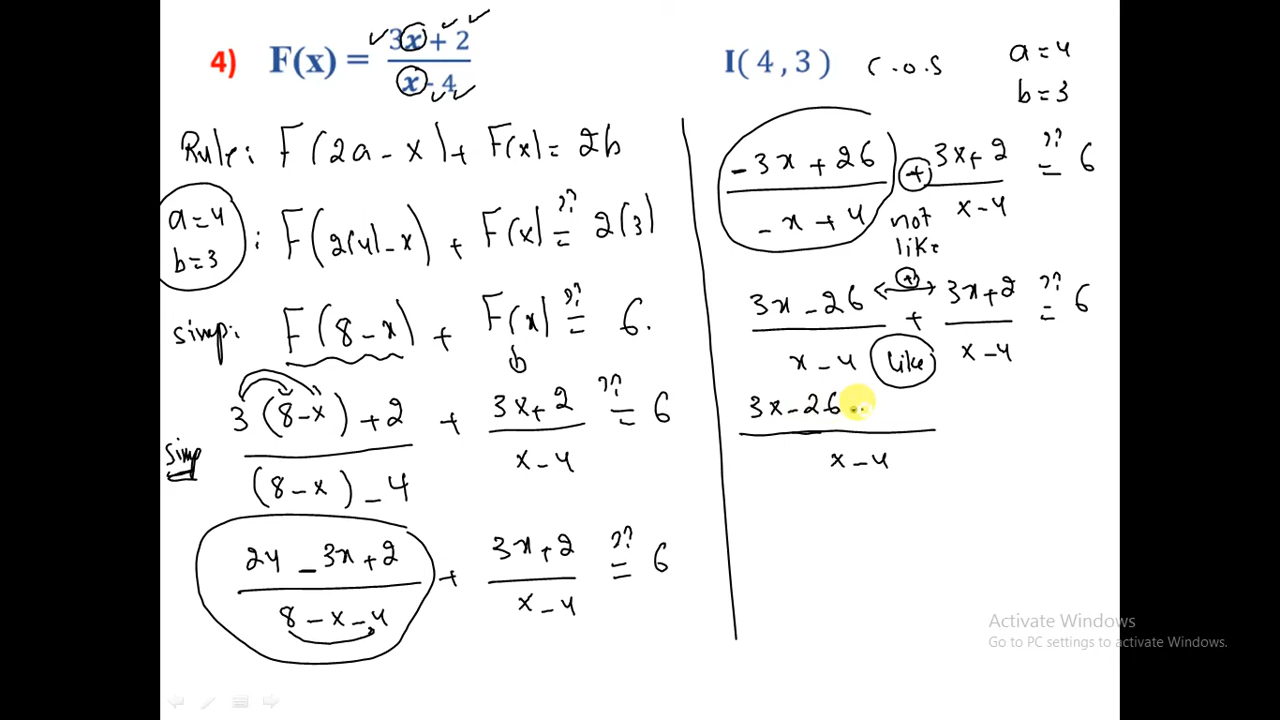 4) F(x) = 3x + 2 / x - 4
Rule: F(2a - x) + F(x) = 2b
a = 4
b = 3 : F(2(4) - x) + F(x) ?? = 2(3)
simp: F(8 - x) + F(x) ?? = 6.
b
3(8 - x) + 2 / (8 - x) - 4 + 3x + 2 / x - 4 ?? = 6
Simp
24 - 3x + 2 / 8 - x - 4 + 3x + 2 / x - 4 ?? = 6
I( 4 , 3 ) C.O.S
a = 4
b = 3
- 3x + 26 / - x + 4 + 3x + 2 / x - 4 ?? = 6
not
like
3x - 26 / x - 4 + 3x + 2 / x - 4 ?? = 6
+
like
3x - 26 / x - 4
Activate Windows
Go to PC settings to activate Windows.